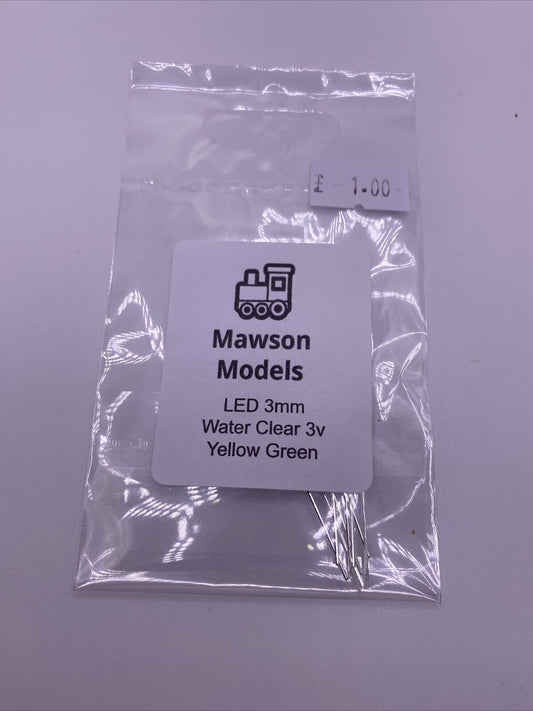 £ - 1.00 -
Mawson
Models
LED 3mm
Water Clear 3v
Yellow Green